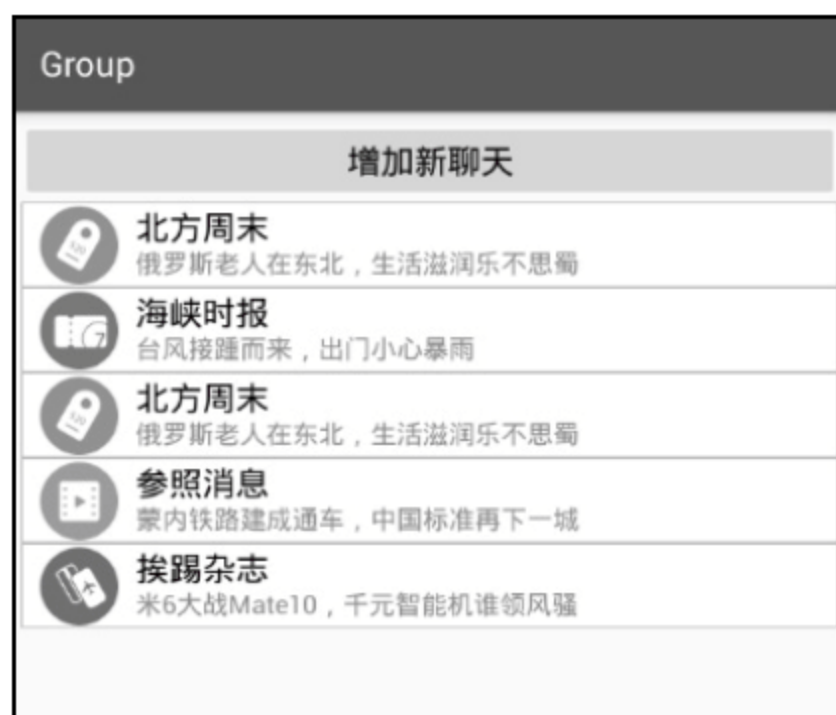 Group
增加新聊天
北方周末
俄罗斯老人在东北，生活滋润乐不思蜀
海峡时报
台风接踵而来，出门小心暴雨
北方周末
俄罗斯老人在东北，生活滋润乐不思蜀
参照消息
蒙内铁路建成通车，中国标准再下一城
挨踢杂志
米6大战Mate10，千元智能机谁领风骚